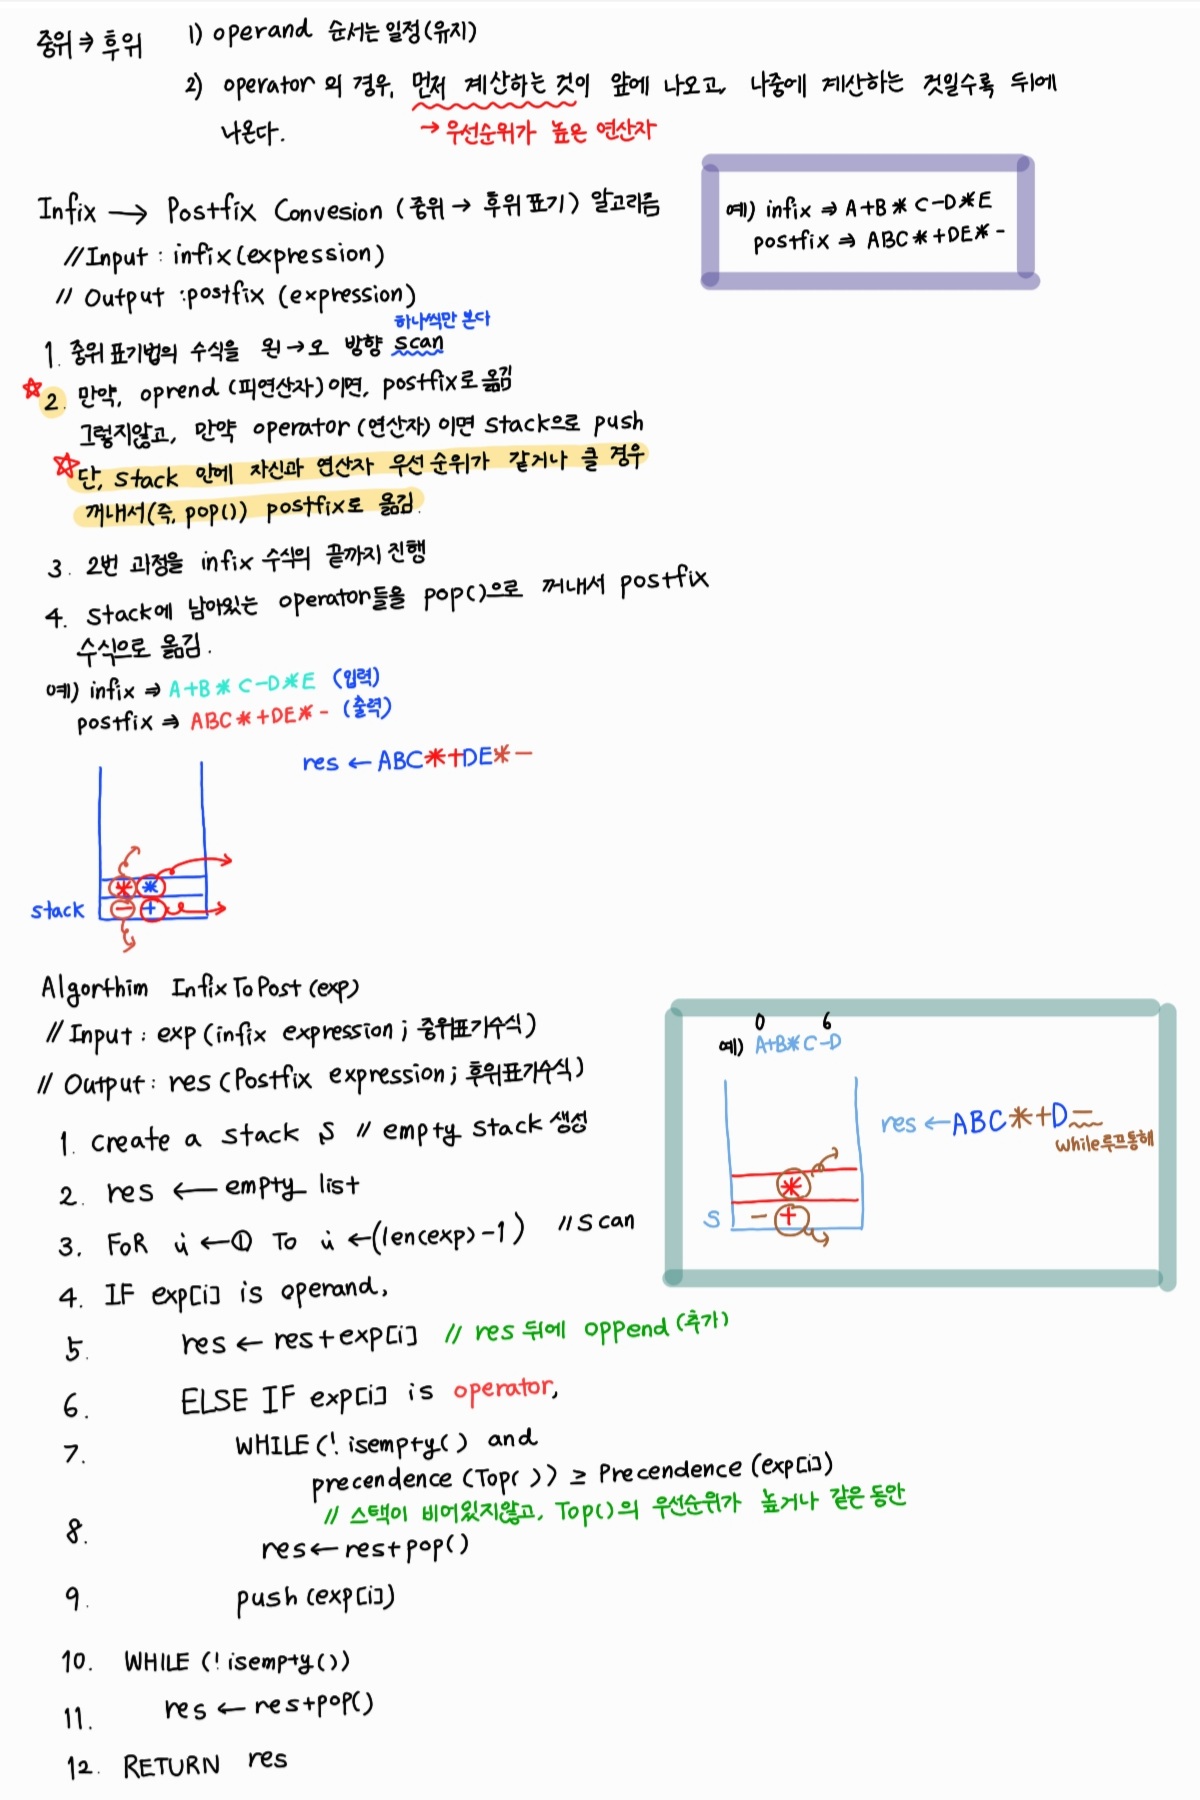 중위⇒후위 1) operand 순서는 일정(유지)
2) operator의 경우, 먼저 계산하는 것이 앞에 나오고, 나중에 계산하는 것일수록 뒤에
나온다. → 우선순위가 높은 연산자
Infix → Postfix Convesion (중위 → 후위 표기) 알고리즘
// Input : infix(expression)
// Output : postfix (expression)
예) infix ⇒ A+B*C-D*E
postfix ⇒ ABC*+DE*-
하나씩만 본다
1. 중위 표기법의 수식을 왼→오 방향 scan
☆ 2. 만약, oprend (피연산자)이면, postfix로 옮김
그렇지않고, 만약 operator (연산자) 이면 stack으로 push
☆ 단, stack 안에 자신과 연산자 우선 순위가 같거나 클 경우
꺼내서(즉, pop()) postfix로 옮김.
3. 2번 과정을 infix 수식의 끝까지 진행
4. stack에 남아있는 operator들을 pop()으로 꺼내서 postfix
수식으로 옮김.
예) infix ⇒ A+B*C-D*E (입력)
postfix ⇒ ABC*+DE*- (출력)
res ← ABC*+DE*-
* *
stack - +
Algorthim InfixToPost(exp)
// Input : exp (infix expression ; 중위표기수식)
// Output : res (Postfix expression ; 후위표기수식)
1. create a stack S // empty stack 생성
2. res ← empty list
3. FOR i ← 0 TO i ← (len(exp) - 1) // scan
4. IF exp[i] is operand,
5. res ← res + exp[i] // res 뒤에 oppend (추가)
6. ELSE IF exp[i] is operator,
7. WHILE (! isempty() and
precendence (Top( )) ≥ Precendence (exp[i])
// 스택이 비어있지않고, Top()의 우선순위가 높거나 같은 동안
8. res ← res + pop()
9. push (exp[i])
10. WHILE (! isempty())
11. res ← res + pop()
12. RETURN res
0 6
예) A+B*C-D
res ← ABC*+D-
while루프통해
*
S - +